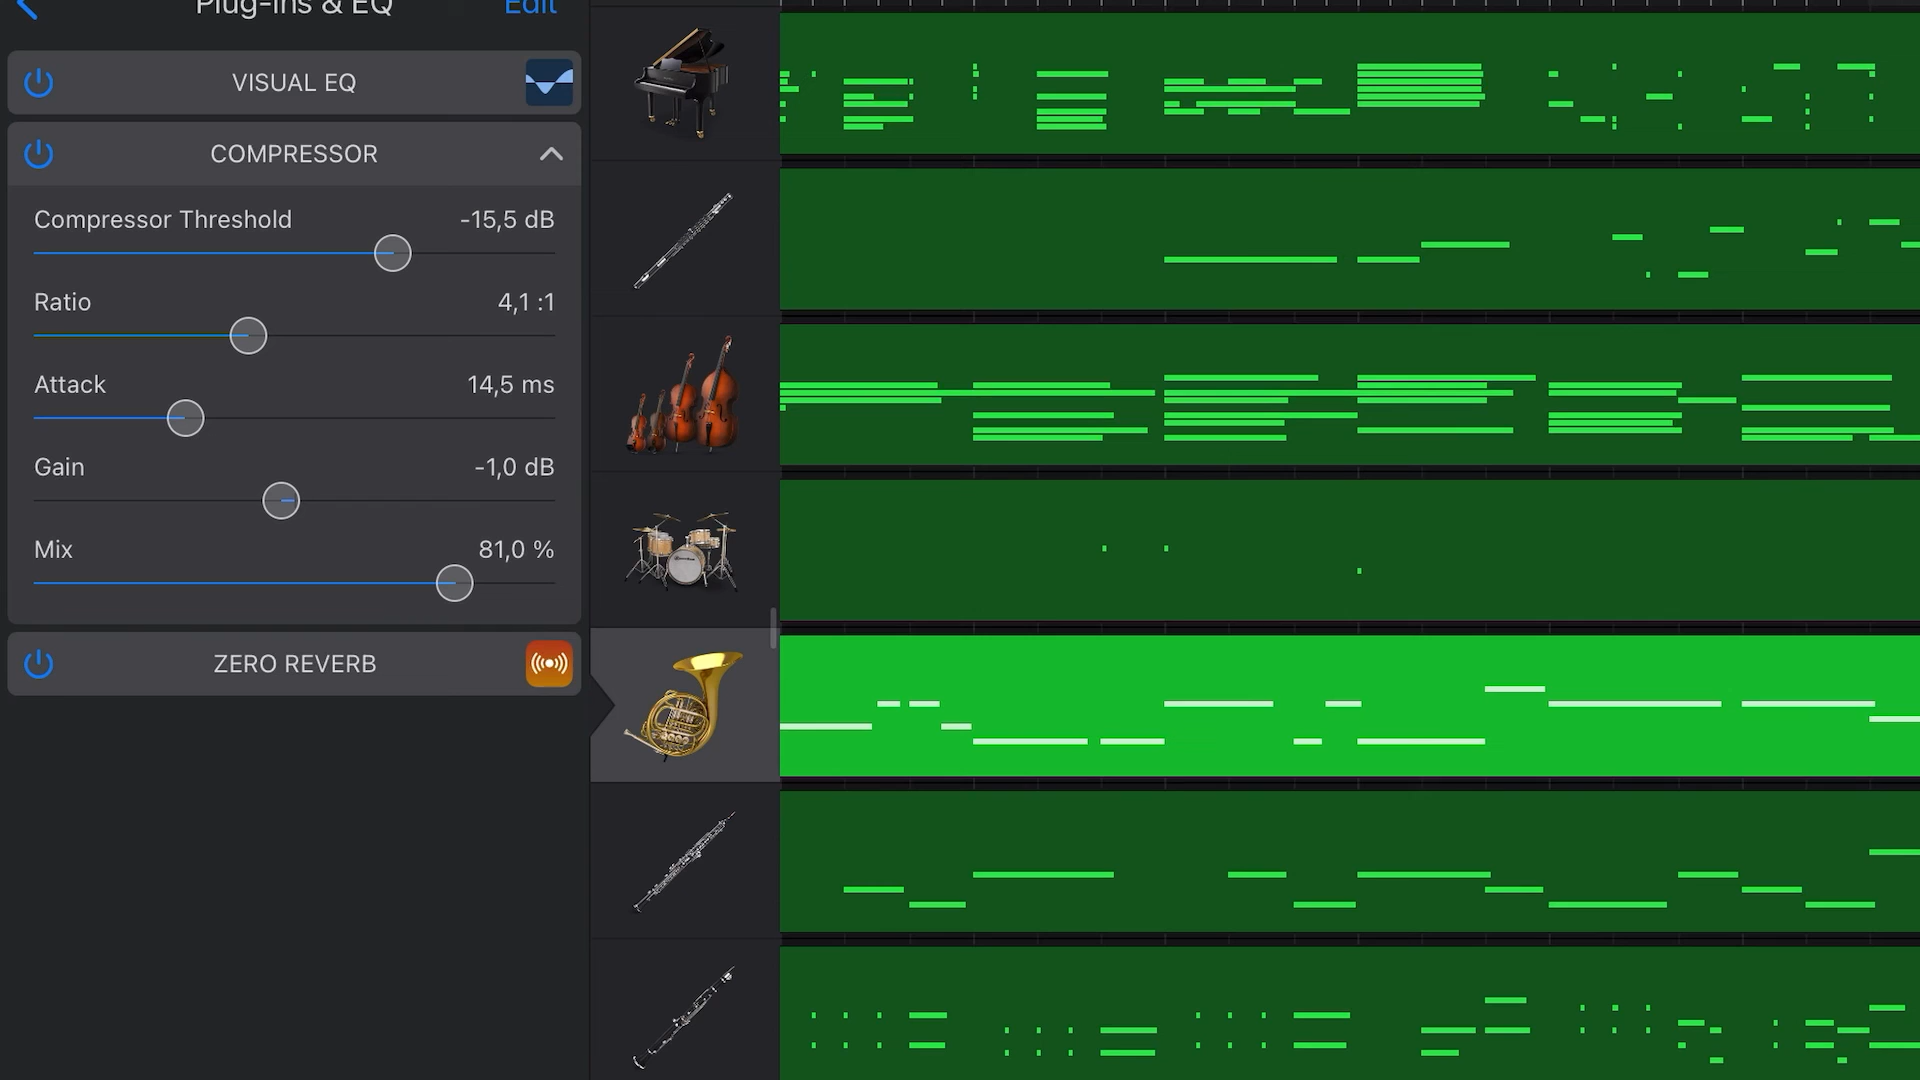 Plug-ins & EQ
Edit
VISUAL EQ
COMPRESSOR
Compressor Threshold -15,5 dB
Ratio 4,1 :1
Attack 14,5 ms
Gain -1,0 dB
Mix 81,0 %
ZERO REVERB